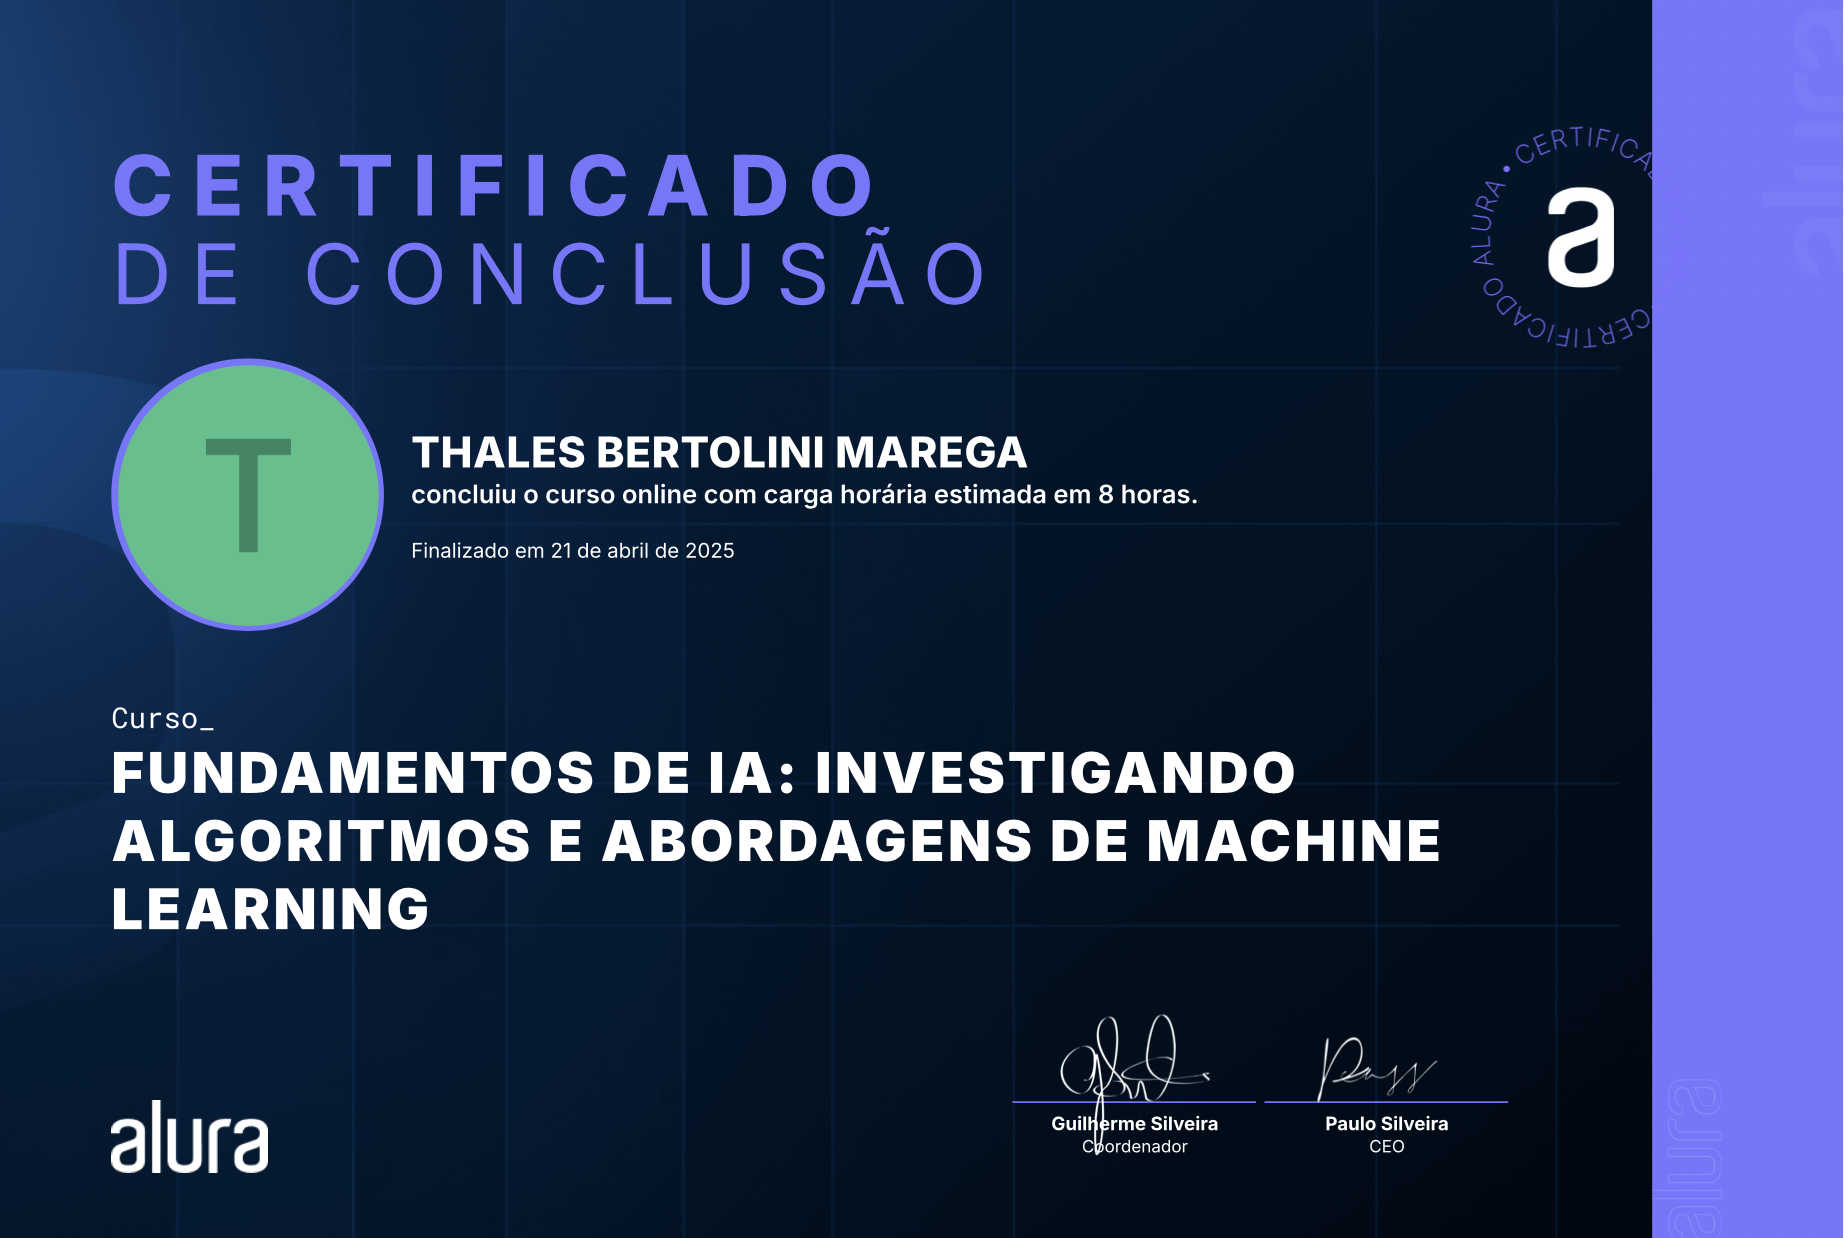 CERTIFICADO
DE CONCLUSÃO
CERTIFICADO ALURA • CERTIFICA
a
T
THALES BERTOLINI MAREGA
concluiu o curso online com carga horária estimada em 8 horas.
Finalizado em 21 de abril de 2025
Curso_
FUNDAMENTOS DE IA: INVESTIGANDO
ALGORITMOS E ABORDAGENS DE MACHINE
LEARNING
Guilherme Silveira
Coordenador
Paulo Silveira
CEO
alura
alura
alura